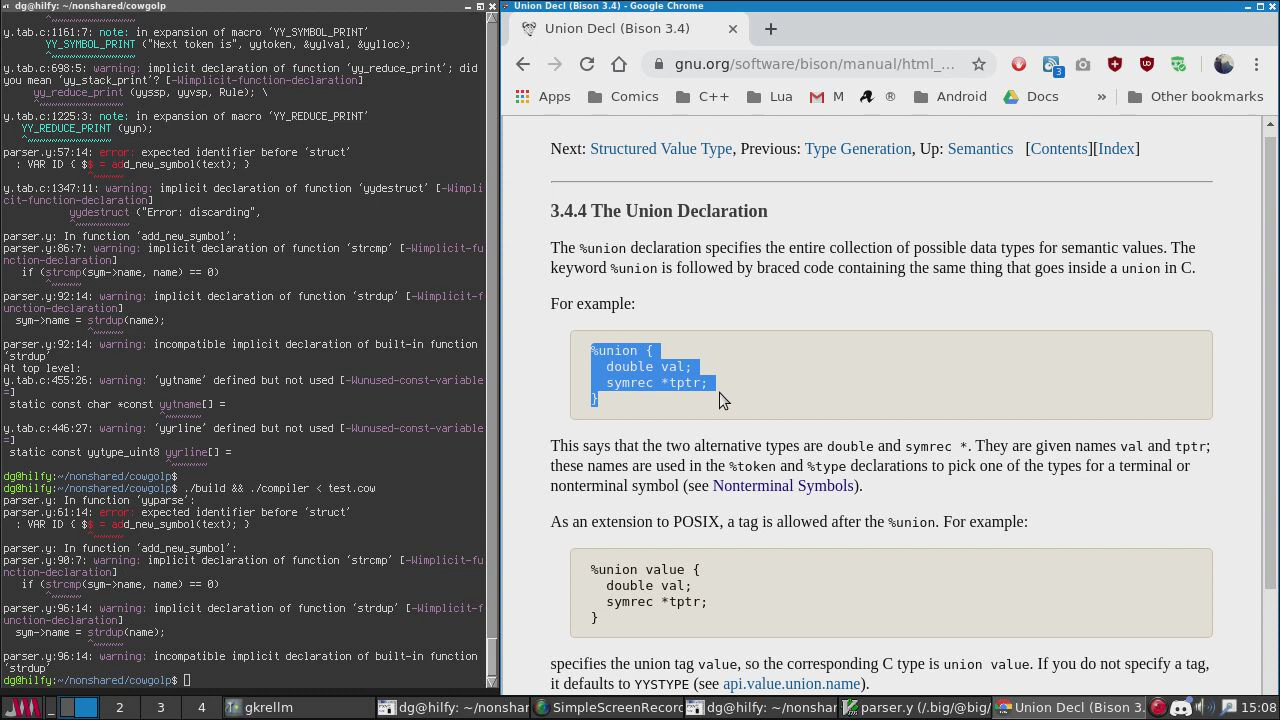 dg@hilfy: ~/nonshared/cowgolp
y.tab.c:1161:7: note: in expansion of macro ‘YY_SYMBOL_PRINT’
YY_SYMBOL_PRINT ("Next token is", yytoken, &yylval, &yylloc);
^~~~~~~~~~~~~~~
y.tab.c:698:5: warning: implicit declaration of function ‘yy_reduce_print’; did
you mean ‘yy_stack_print’? [-Wimplicit-function-declaration]
yy_reduce_print (yyssp, yyvsp, Rule); \
^~~~~~~~~~~~~~~
y.tab.c:1225:3: note: in expansion of macro ‘YY_REDUCE_PRINT’
YY_REDUCE_PRINT (yyn);
^~~~~~~~~~~~~~~
parser.y:57:14: error: expected identifier before ‘struct’
: VAR ID { $$ = add_new_symbol(text); }
^~~~~~
y.tab.c:1347:11: warning: implicit declaration of function ‘yydestruct’ [-Wimpli
cit-function-declaration]
yydestruct ("Error: discarding",
^~~~~~~~~~
parser.y: In function ‘add_new_symbol’:
parser.y:86:7: warning: implicit declaration of function ‘strcmp’ [-Wimplicit-fu
nction-declaration]
if (strcmp(sym->name, name) == 0)
^~~~~~
parser.y:92:14: warning: implicit declaration of function ‘strdup’ [-Wimplicit-f
unction-declaration]
sym->name = strdup(name);
^~~~~~
parser.y:92:14: warning: incompatible implicit declaration of built-in function
‘strdup’
At top level:
y.tab.c:455:26: warning: ‘yytname’ defined but not used [-Wunused-const-variable
=]
static const char *const yytname[] =
^~~~~~~
y.tab.c:446:27: warning: ‘yyrline’ defined but not used [-Wunused-const-variable
=]
static const yytype_uint8 yyrline[] =
^~~~~~~
dg@hilfy:~/nonshared/cowgolp$
dg@hilfy:~/nonshared/cowgolp$ ./build && ./compiler < test.cow
parser.y: In function ‘yyparse’:
parser.y:61:14: error: expected identifier before ‘struct’
: VAR ID { $$ = add_new_symbol(text); }
^~~~~~
parser.y: In function ‘add_new_symbol’:
parser.y:90:7: warning: implicit declaration of function ‘strcmp’ [-Wimplicit-fu
nction-declaration]
if (strcmp(sym->name, name) == 0)
^~~~~~
parser.y:96:14: warning: implicit declaration of function ‘strdup’ [-Wimplicit-f
unction-declaration]
sym->name = strdup(name);
^~~~~~
parser.y:96:14: warning: incompatible implicit declaration of built-in function
‘strdup’
dg@hilfy:~/nonshared/cowgolp$
Union Decl (Bison 3.4) - Google Chrome
Union Decl (Bison 3.4)
gnu.org/software/bison/manual/html_... 3
Apps Comics C++ Lua M ® Android Docs » Other bookmarks
Next: Structured Value Type, Previous: Type Generation, Up: Semantics [Contents][Index]
3.4.4 The Union Declaration
The %union declaration specifies the entire collection of possible data types for semantic values. The
keyword %union is followed by braced code containing the same thing that goes inside a union in C.
For example:
%union {
double val;
symrec *tptr;
}
This says that the two alternative types are double and symrec *. They are given names val and tptr;
these names are used in the %token and %type declarations to pick one of the types for a terminal or
nonterminal symbol (see Nonterminal Symbols).
As an extension to POSIX, a tag is allowed after the %union. For example:
%union value {
double val;
symrec *tptr;
}
specifies the union tag value, so the corresponding C type is union value. If you do not specify a tag,
it defaults to YYSTYPE (see api.value.union.name).
2 3 4 gkrellm dg@hilfy: ~/nonshar SimpleScreenRecord dg@hilfy: ~/nonshar parser.y (/.big/@big/ Union Decl (Bison 3. 15:08